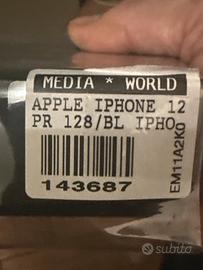 MEDIA * WORLD
APPLE IPHONE 12
PR 128/BL IPHO
143687
EM11A2K0
subito